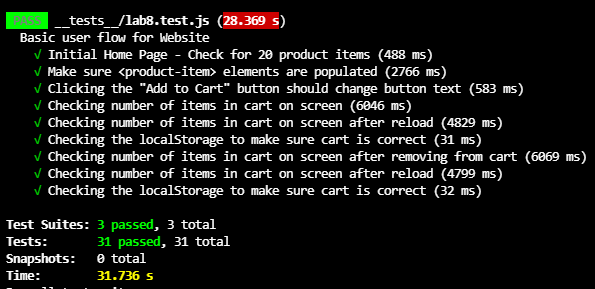 PASS __tests__/lab8.test.js (28.369 s)
Basic user flow for Website
√ Initial Home Page - Check for 20 product items (488 ms)
√ Make sure <product-item> elements are populated (2766 ms)
√ Clicking the "Add to Cart" button should change button text (583 ms)
√ Checking number of items in cart on screen (6046 ms)
√ Checking number of items in cart on screen after reload (4829 ms)
√ Checking the localStorage to make sure cart is correct (31 ms)
√ Checking number of items in cart on screen after removing from cart (6069 ms)
√ Checking number of items in cart on screen after reload (4799 ms)
√ Checking the localStorage to make sure cart is correct (32 ms)
Test Suites: 3 passed, 3 total
Tests: 31 passed, 31 total
Snapshots: 0 total
Time: 31.736 s